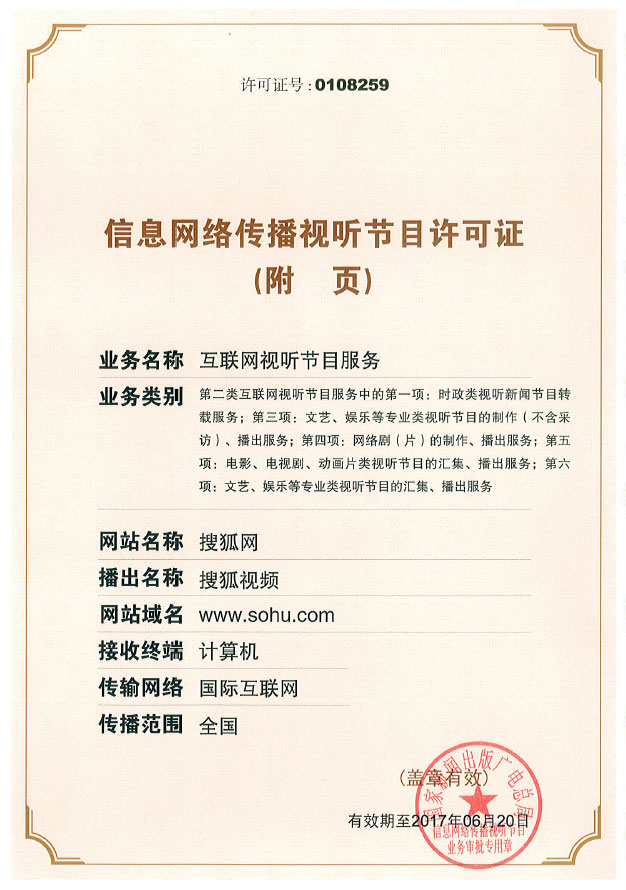 许可证号:0108259
信息网络传播视听节目许可证
(附 页)
业务名称 互联网视听节目服务
业务类别 第二类互联网视听节目服务中的第一项:时政类视听新闻节目转
载服务;第三项:文艺、娱乐等专业类视听节目的制作(不含采
访)、播出服务;第四项:网络剧(片)的制作、播出服务;第五
项:电影、电视剧、动画片类视听节目的汇集、播出服务;第六
项:文艺、娱乐等专业类视听节目的汇集、播出服务
网站名称 搜狐网
播出名称 搜狐视频
网站域名 www.sohu.com
接收终端 计算机
传输网络 国际互联网
传播范围 全国
(盖章有效)
有效期至2017年06月20日
国家新闻出版广电总局
信息网络传播视听节目
业务审批专用章